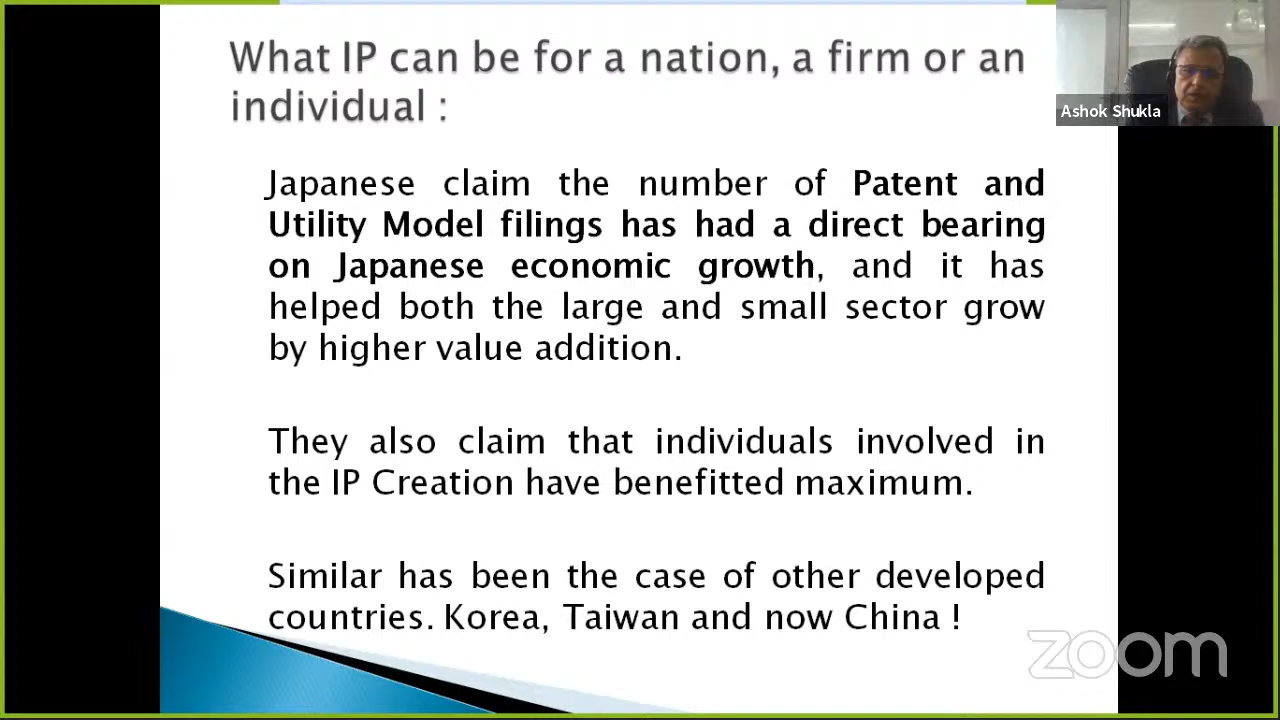 What IP can be for a nation, a firm or an
individual :
Ashok Shukla
Japanese claim the number of Patent and
Utility Model filings has had a direct bearing
on Japanese economic growth, and it has
helped both the large and small sector grow
by higher value addition.
They also claim that individuals involved in
the IP Creation have benefitted maximum.
Similar has been the case of other developed
countries. Korea, Taiwan and now China !
zoom